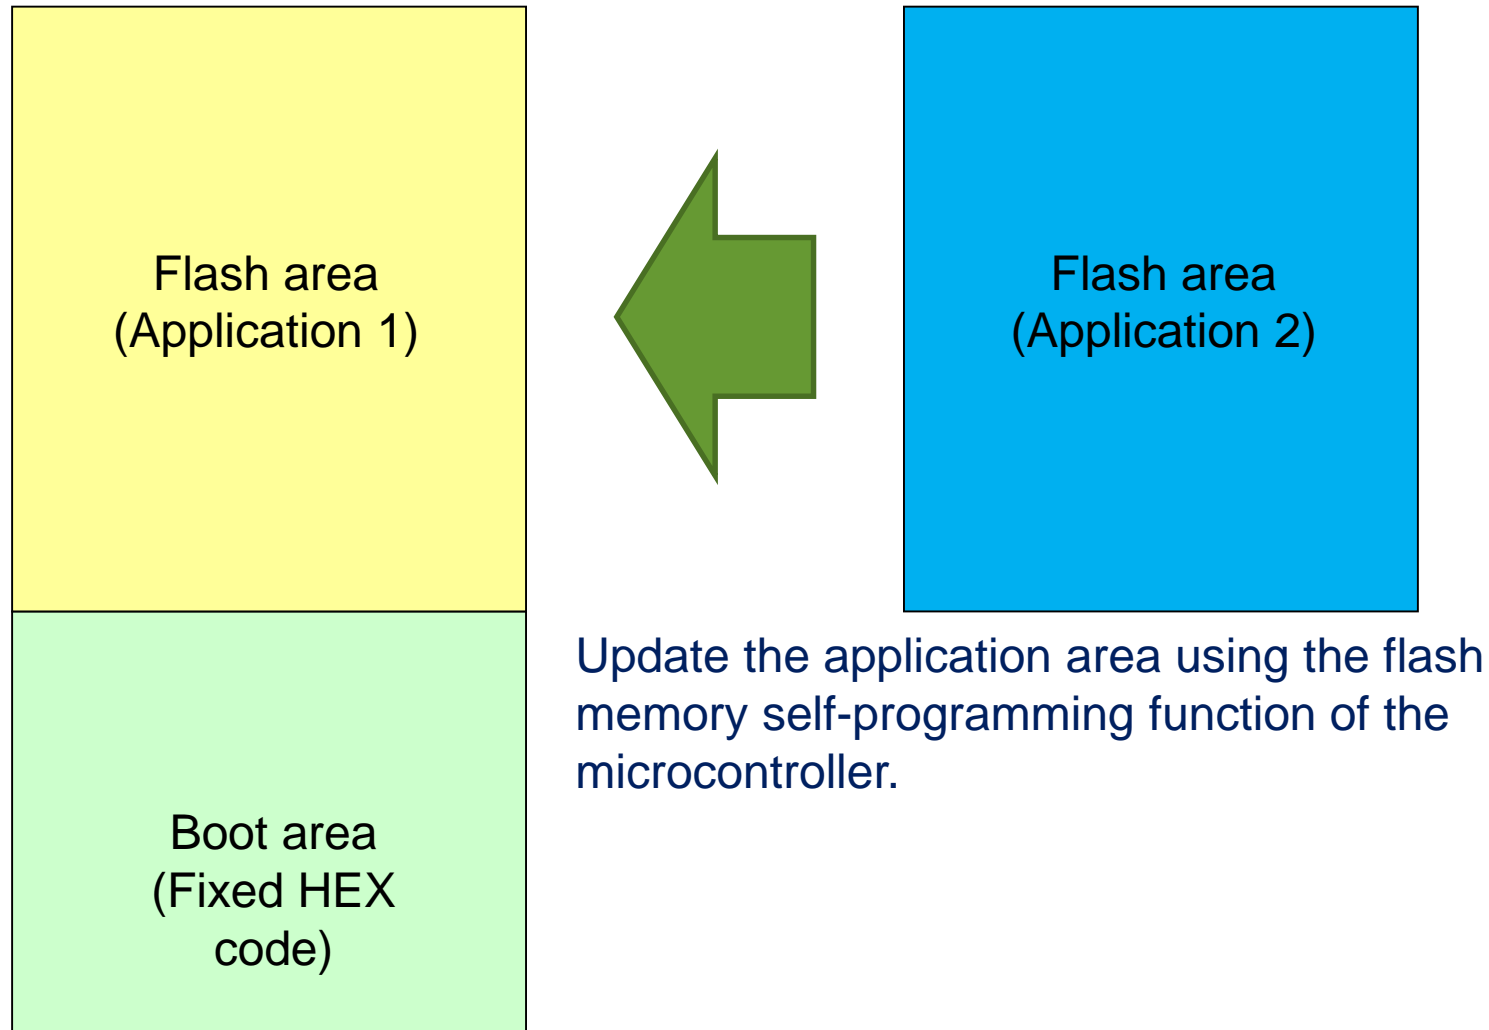 Flash area
(Application 1)
Flash area
(Application 2)
Update the application area using the flash
memory self-programming function of the
microcontroller.
Boot area
(Fixed HEX
code)